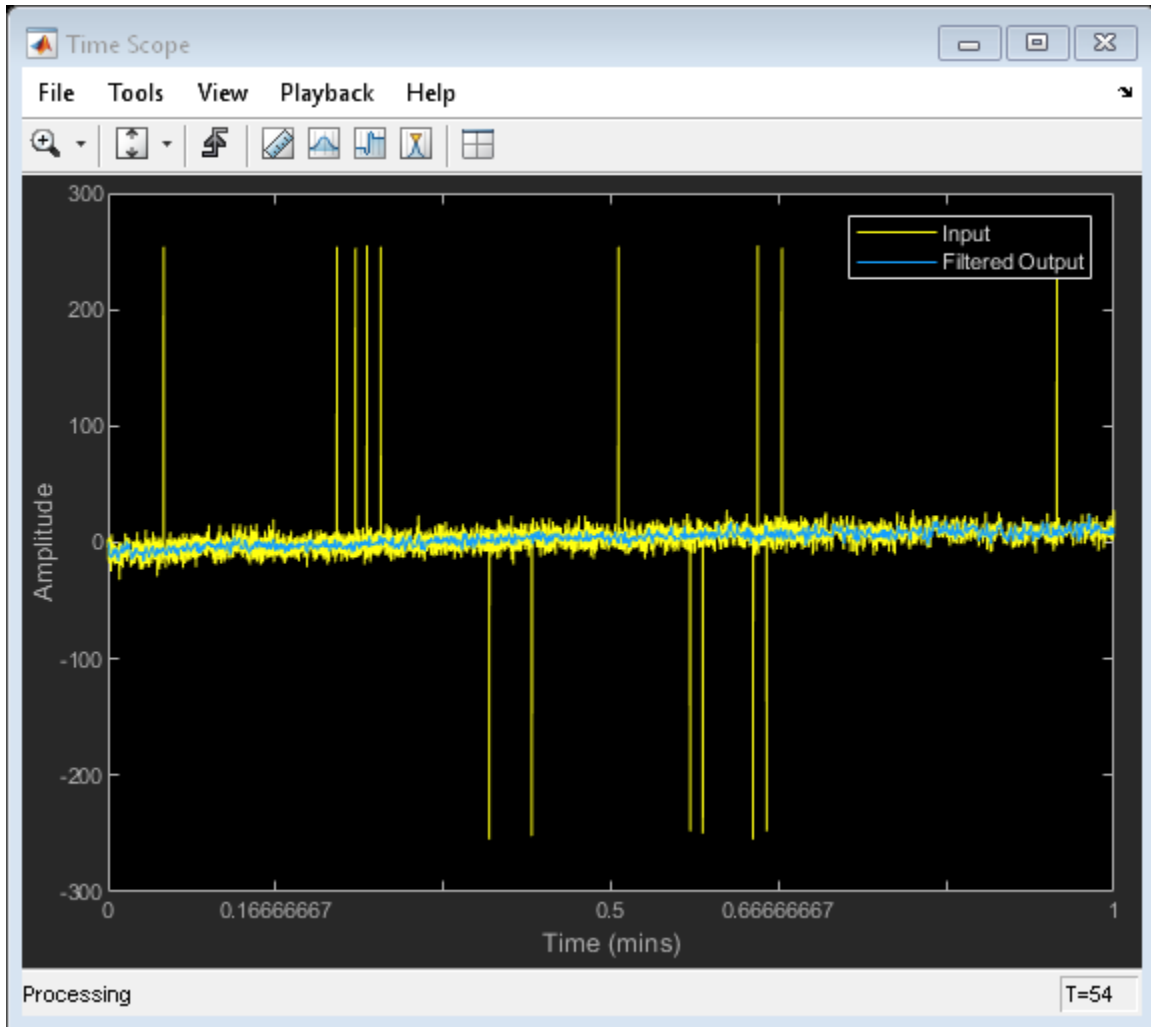 Time Scope
File Tools View Playback Help
300
Input
Filtered Output
200
100
0
-100
-200
-300
Amplitude
0 0.16666667 0.5 0.66666667 1
Time (mins)
Processing T=54